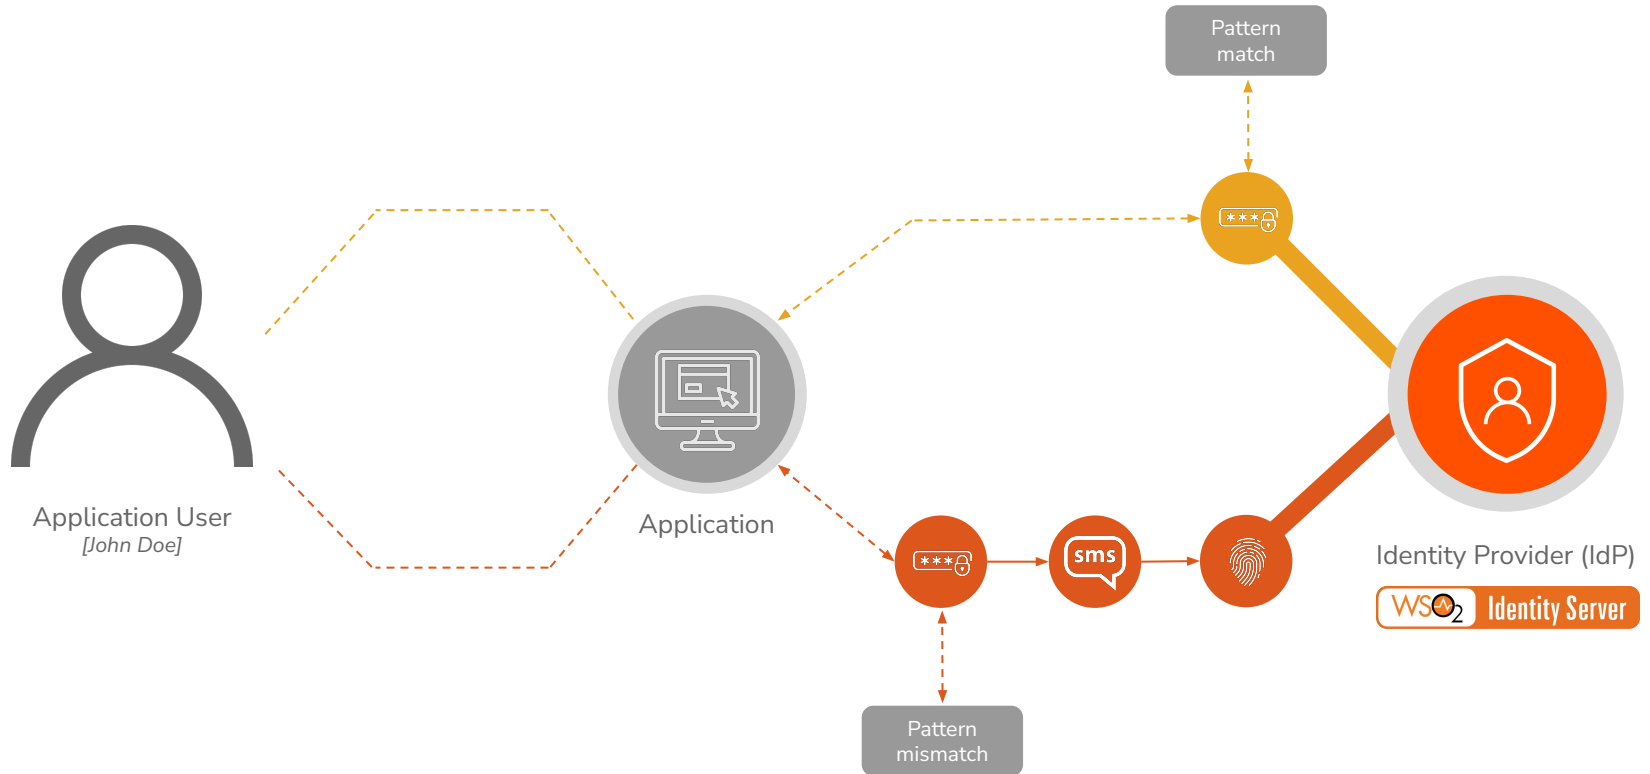 Pattern
match
***
Application User
[John Doe]
Application
***
sms
Identity Provider (IdP)
WSO2 Identity Server
Pattern
mismatch